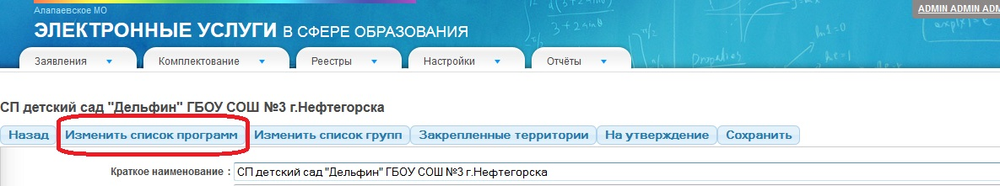 Алапаевское МО
ADMIN ADMIN ADM
ЭЛЕКТРОННЫЕ УСЛУГИ В СФЕРЕ ОБРАЗОВАНИЯ
Заявления Комплектование Реестры Настройки Отчёты
СП детский сад "Дельфин" ГБОУ СОШ №3 г.Нефтегорска
Назад Изменить список программ Изменить список групп Закрепленные территории На утверждение Сохранить
Краткое наименование : СП детский сад "Дельфин" ГБОУ СОШ №3 г.Нефтегорска